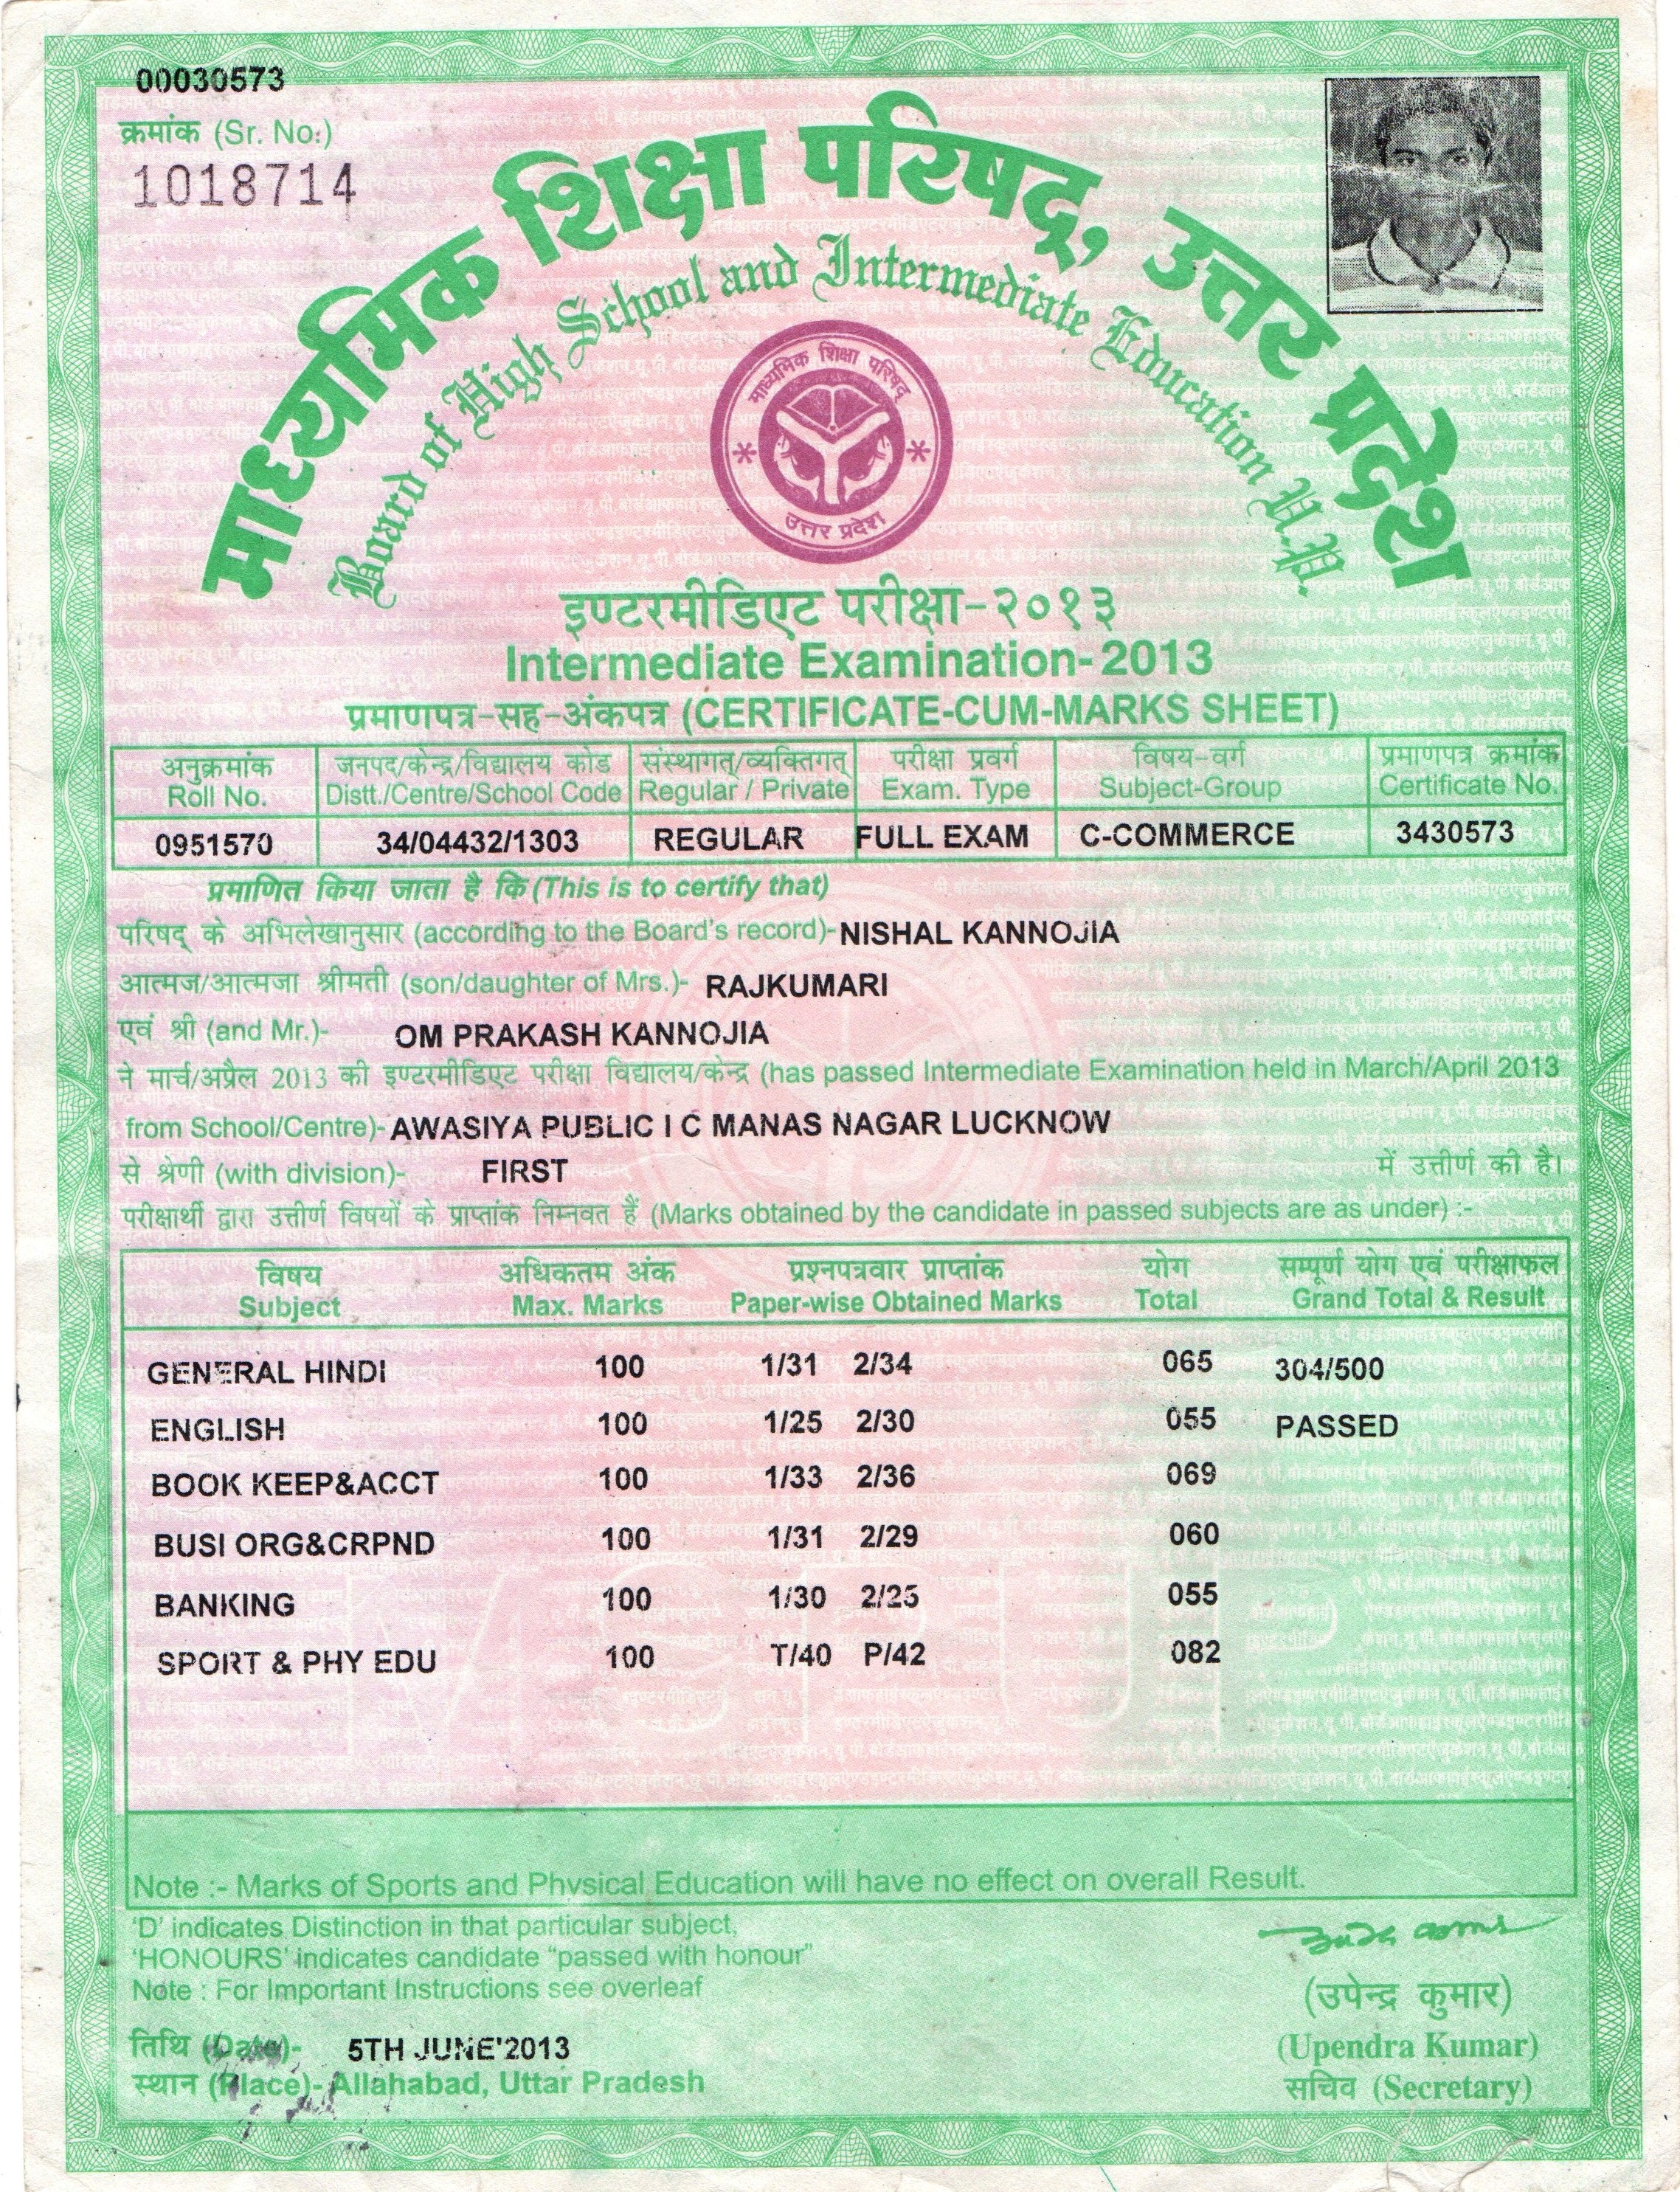 00030573
क्रमांक (Sr. No.)
1018714
माध्यमिक शिक्षा परिषद्, उत्तर प्रदेश
Board of High School and Intermediate Education U.P.
माध्यमिक शिक्षा परिषद्
उत्तर प्रदेश
इण्टरमीडिएट परीक्षा-२०१३
Intermediate Examination-2013
प्रमाणपत्र-सह-अंकपत्र (CERTIFICATE-CUM-MARKS SHEET)
अनुक्रमांक जनपद/केन्द्र/विद्यालय कोड संस्थागत/व्यक्तिगत परीक्षा प्रवर्ग विषय-वर्ग प्रमाणपत्र क्रमांक
Roll No. Distt./Centre/School Code Regular / Private Exam. Type Subject-Group Certificate No.
0951570 34/04432/1303 REGULAR FULL EXAM C-COMMERCE 3430573
प्रमाणित किया जाता है कि (This is to certify that)
परिषद् के अभिलेखानुसार (according to the Board's record)- NISHAL KANNOJIA
आत्मज/आत्मजा श्रीमती (son/daughter of Mrs.)- RAJKUMARI
एवं श्री (and Mr.)- OM PRAKASH KANNOJIA
ने मार्च/अप्रैल 2013 की इण्टरमीडिएट परीक्षा विद्यालय/केन्द्र (has passed Intermediate Examination held in March/April 2013
from School/Centre)- AWASIYA PUBLIC I C MANAS NAGAR LUCKNOW
से श्रेणी (with division)- FIRST में उत्तीर्ण की है।
परीक्षार्थी द्वारा उत्तीर्ण विषयों के प्राप्तांक निम्नवत हैं (Marks obtained by the candidate in passed subjects are as under) :-
विषय अधिकतम अंक प्रश्नपत्रवार प्राप्तांक योग सम्पूर्ण योग एवं परीक्षाफल
Subject Max. Marks Paper-wise Obtained Marks Total Grand Total & Result
GENERAL HINDI 100 1/31 2/34 065 304/500
ENGLISH 100 1/25 2/30 055 PASSED
BOOK KEEP&ACCT 100 1/33 2/36 069
BUSI ORG&CRPND 100 1/31 2/29 060
BANKING 100 1/30 2/25 055
SPORT & PHY EDU 100 T/40 P/42 082
Note :- Marks of Sports and Physical Education will have no effect on overall Result.
'D' indicates Distinction in that particular subject,
'HONOURS' indicates candidate "passed with honour"
Note : For Important Instructions see overleaf
(उपेन्द्र कुमार)
तिथि (Date)- 5TH JUNE'2013 (Upendra Kumar)
स्थान (Place)- Allahabad, Uttar Pradesh सचिव (Secretary)